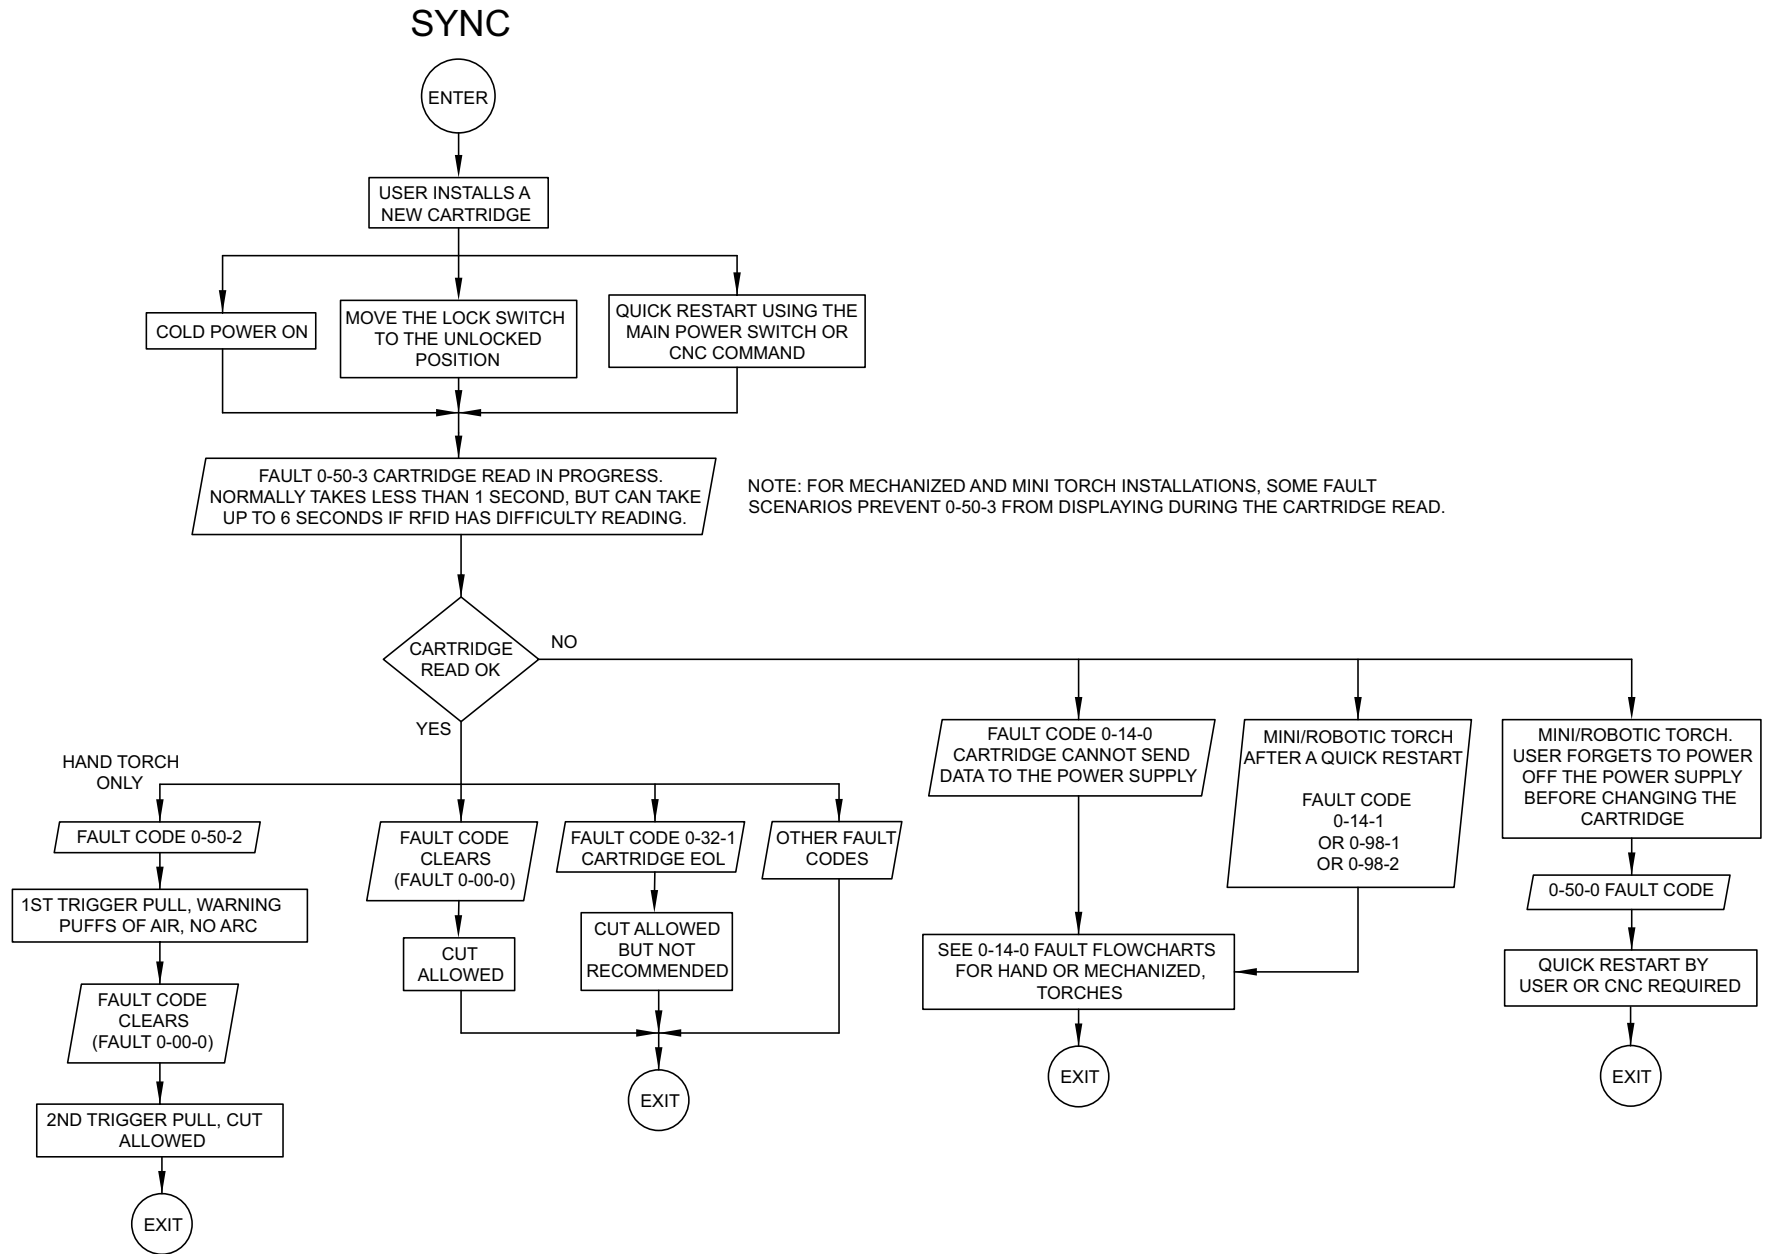 SYNC
ENTER
USER INSTALLS A
NEW CARTRIDGE
COLD POWER ON
MOVE THE LOCK SWITCH
TO THE UNLOCKED
POSITION
QUICK RESTART USING THE
MAIN POWER SWITCH OR
CNC COMMAND
FAULT 0-50-3 CARTRIDGE READ IN PROGRESS.
NORMALLY TAKES LESS THAN 1 SECOND, BUT CAN TAKE
UP TO 6 SECONDS IF RFID HAS DIFFICULTY READING.
NOTE: FOR MECHANIZED AND MINI TORCH INSTALLATIONS, SOME FAULT
SCENARIOS PREVENT 0-50-3 FROM DISPLAYING DURING THE CARTRIDGE READ.
CARTRIDGE
READ OK
NO
YES
HAND TORCH
ONLY
FAULT CODE 0-50-2
1ST TRIGGER PULL, WARNING
PUFFS OF AIR, NO ARC
FAULT CODE
CLEARS
(FAULT 0-00-0)
2ND TRIGGER PULL, CUT
ALLOWED
EXIT
FAULT CODE
CLEARS
(FAULT 0-00-0)
CUT
ALLOWED
FAULT CODE 0-32-1
CARTRIDGE EOL
CUT ALLOWED
BUT NOT
RECOMMENDED
OTHER FAULT
CODES
EXIT
FAULT CODE 0-14-0
CARTRIDGE CANNOT SEND
DATA TO THE POWER SUPPLY
MINI/ROBOTIC TORCH
AFTER A QUICK RESTART
FAULT CODE
0-14-1
OR 0-98-1
OR 0-98-2
SEE 0-14-0 FAULT FLOWCHARTS
FOR HAND OR MECHANIZED,
TORCHES
EXIT
MINI/ROBOTIC TORCH.
USER FORGETS TO POWER
OFF THE POWER SUPPLY
BEFORE CHANGING THE
CARTRIDGE
0-50-0 FAULT CODE
QUICK RESTART BY
USER OR CNC REQUIRED
EXIT